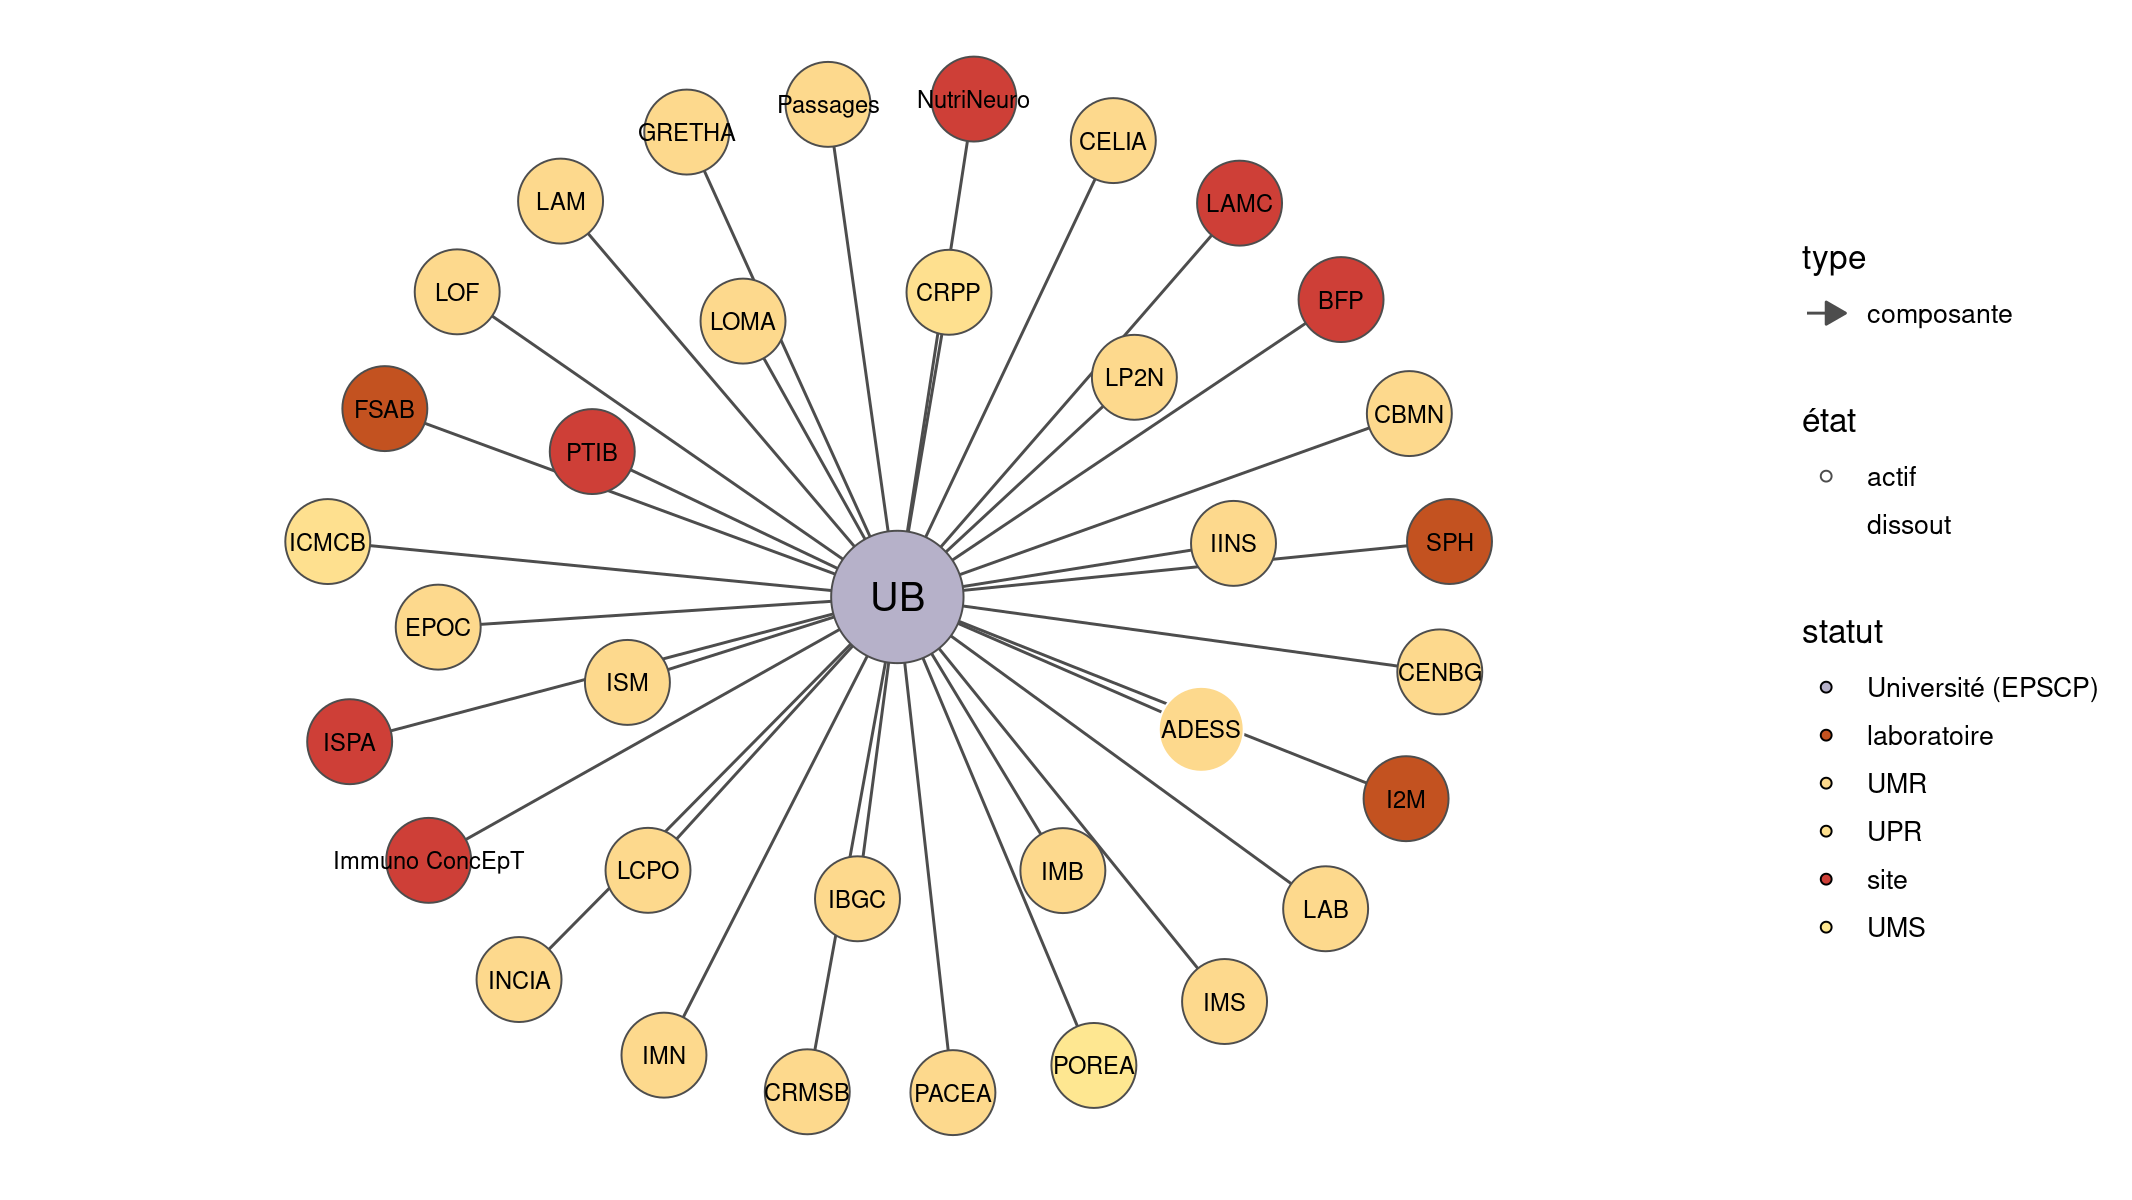 NutriNeuro
Passages
GRETHA
CELIA
LAM
LAMC
LOF
CRPP
BFP
LOMA
LP2N
FSAB
CBMN
PTIB
ICMCB
IINS
SPH
UB
EPOC
ISM
CENBG
ADESS
ISPA
I2M
Immuno ConcEpT
LCPO
IMB
IBGC
LAB
INCIA
IMS
IMN
POREA
CRMSB
PACEA
type
composante
état
actif
dissout
statut
Université (EPSCP)
laboratoire
UMR
UPR
site
UMS